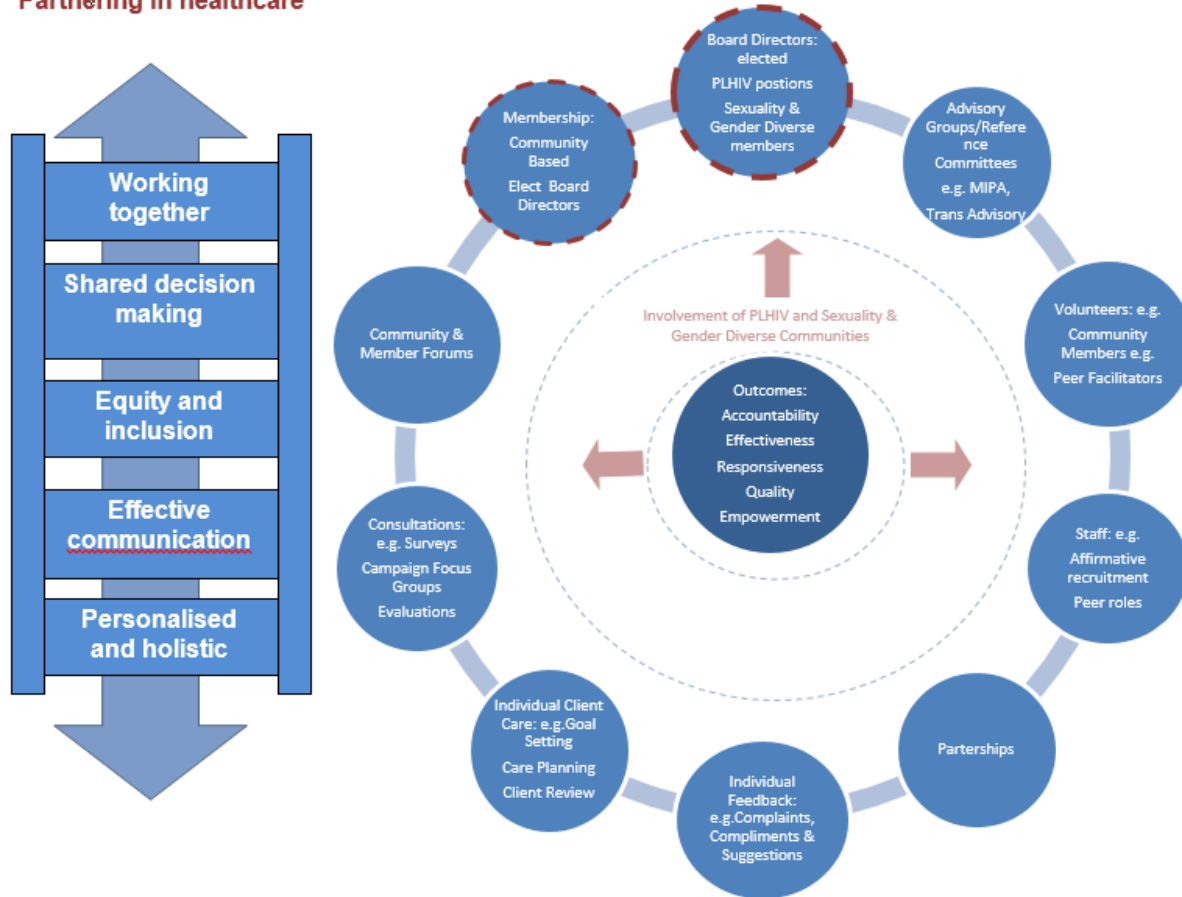 Partnering in healthcare
Working
together
Shared decision
making
Equity and
inclusion
Effective
communication
Personalised
and holistic
Board Directors:
elected
PLHIV postions
Sexuality &
Gender Diverse
members
Advisory
Groups/Refere
nce
Committees
e.g. MIPA,
Trans Advisory
Volunteers: e.g.
Community
Members e.g.
Peer Facilitators
Staff: e.g.
Affirmative
recruitment
Peer roles
Parterships
Individual
Feedback:
e.g.Complaints,
Compliments &
Suggestions
Individual Client
Care: e.g.Goal
Setting
Care Planning
Client Review
Consultations:
e.g. Surveys
Campaign Focus
Groups
Evaluations
Community &
Member Forums
Membership:
Community
Based
Elect Board
Directors
Involvement of PLHIV and Sexuality &
Gender Diverse Communities
Outcomes:
Accountability
Effectiveness
Responsiveness
Quality
Empowerment